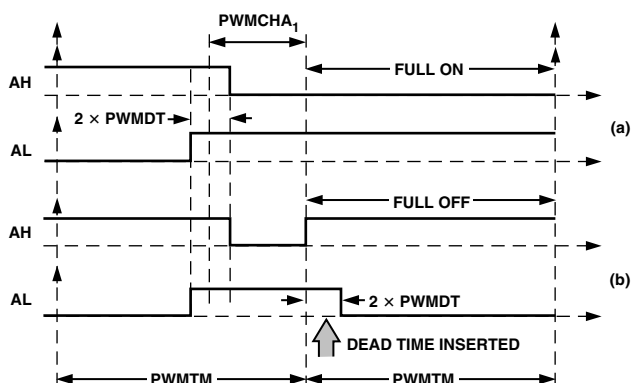 PWMCHA1
AH
FULL ON
2 × PWMDT
(a)
AL
FULL OFF
AH
(b)
AL
2 × PWMDT
DEAD TIME INSERTED
PWMTM
PWMTM